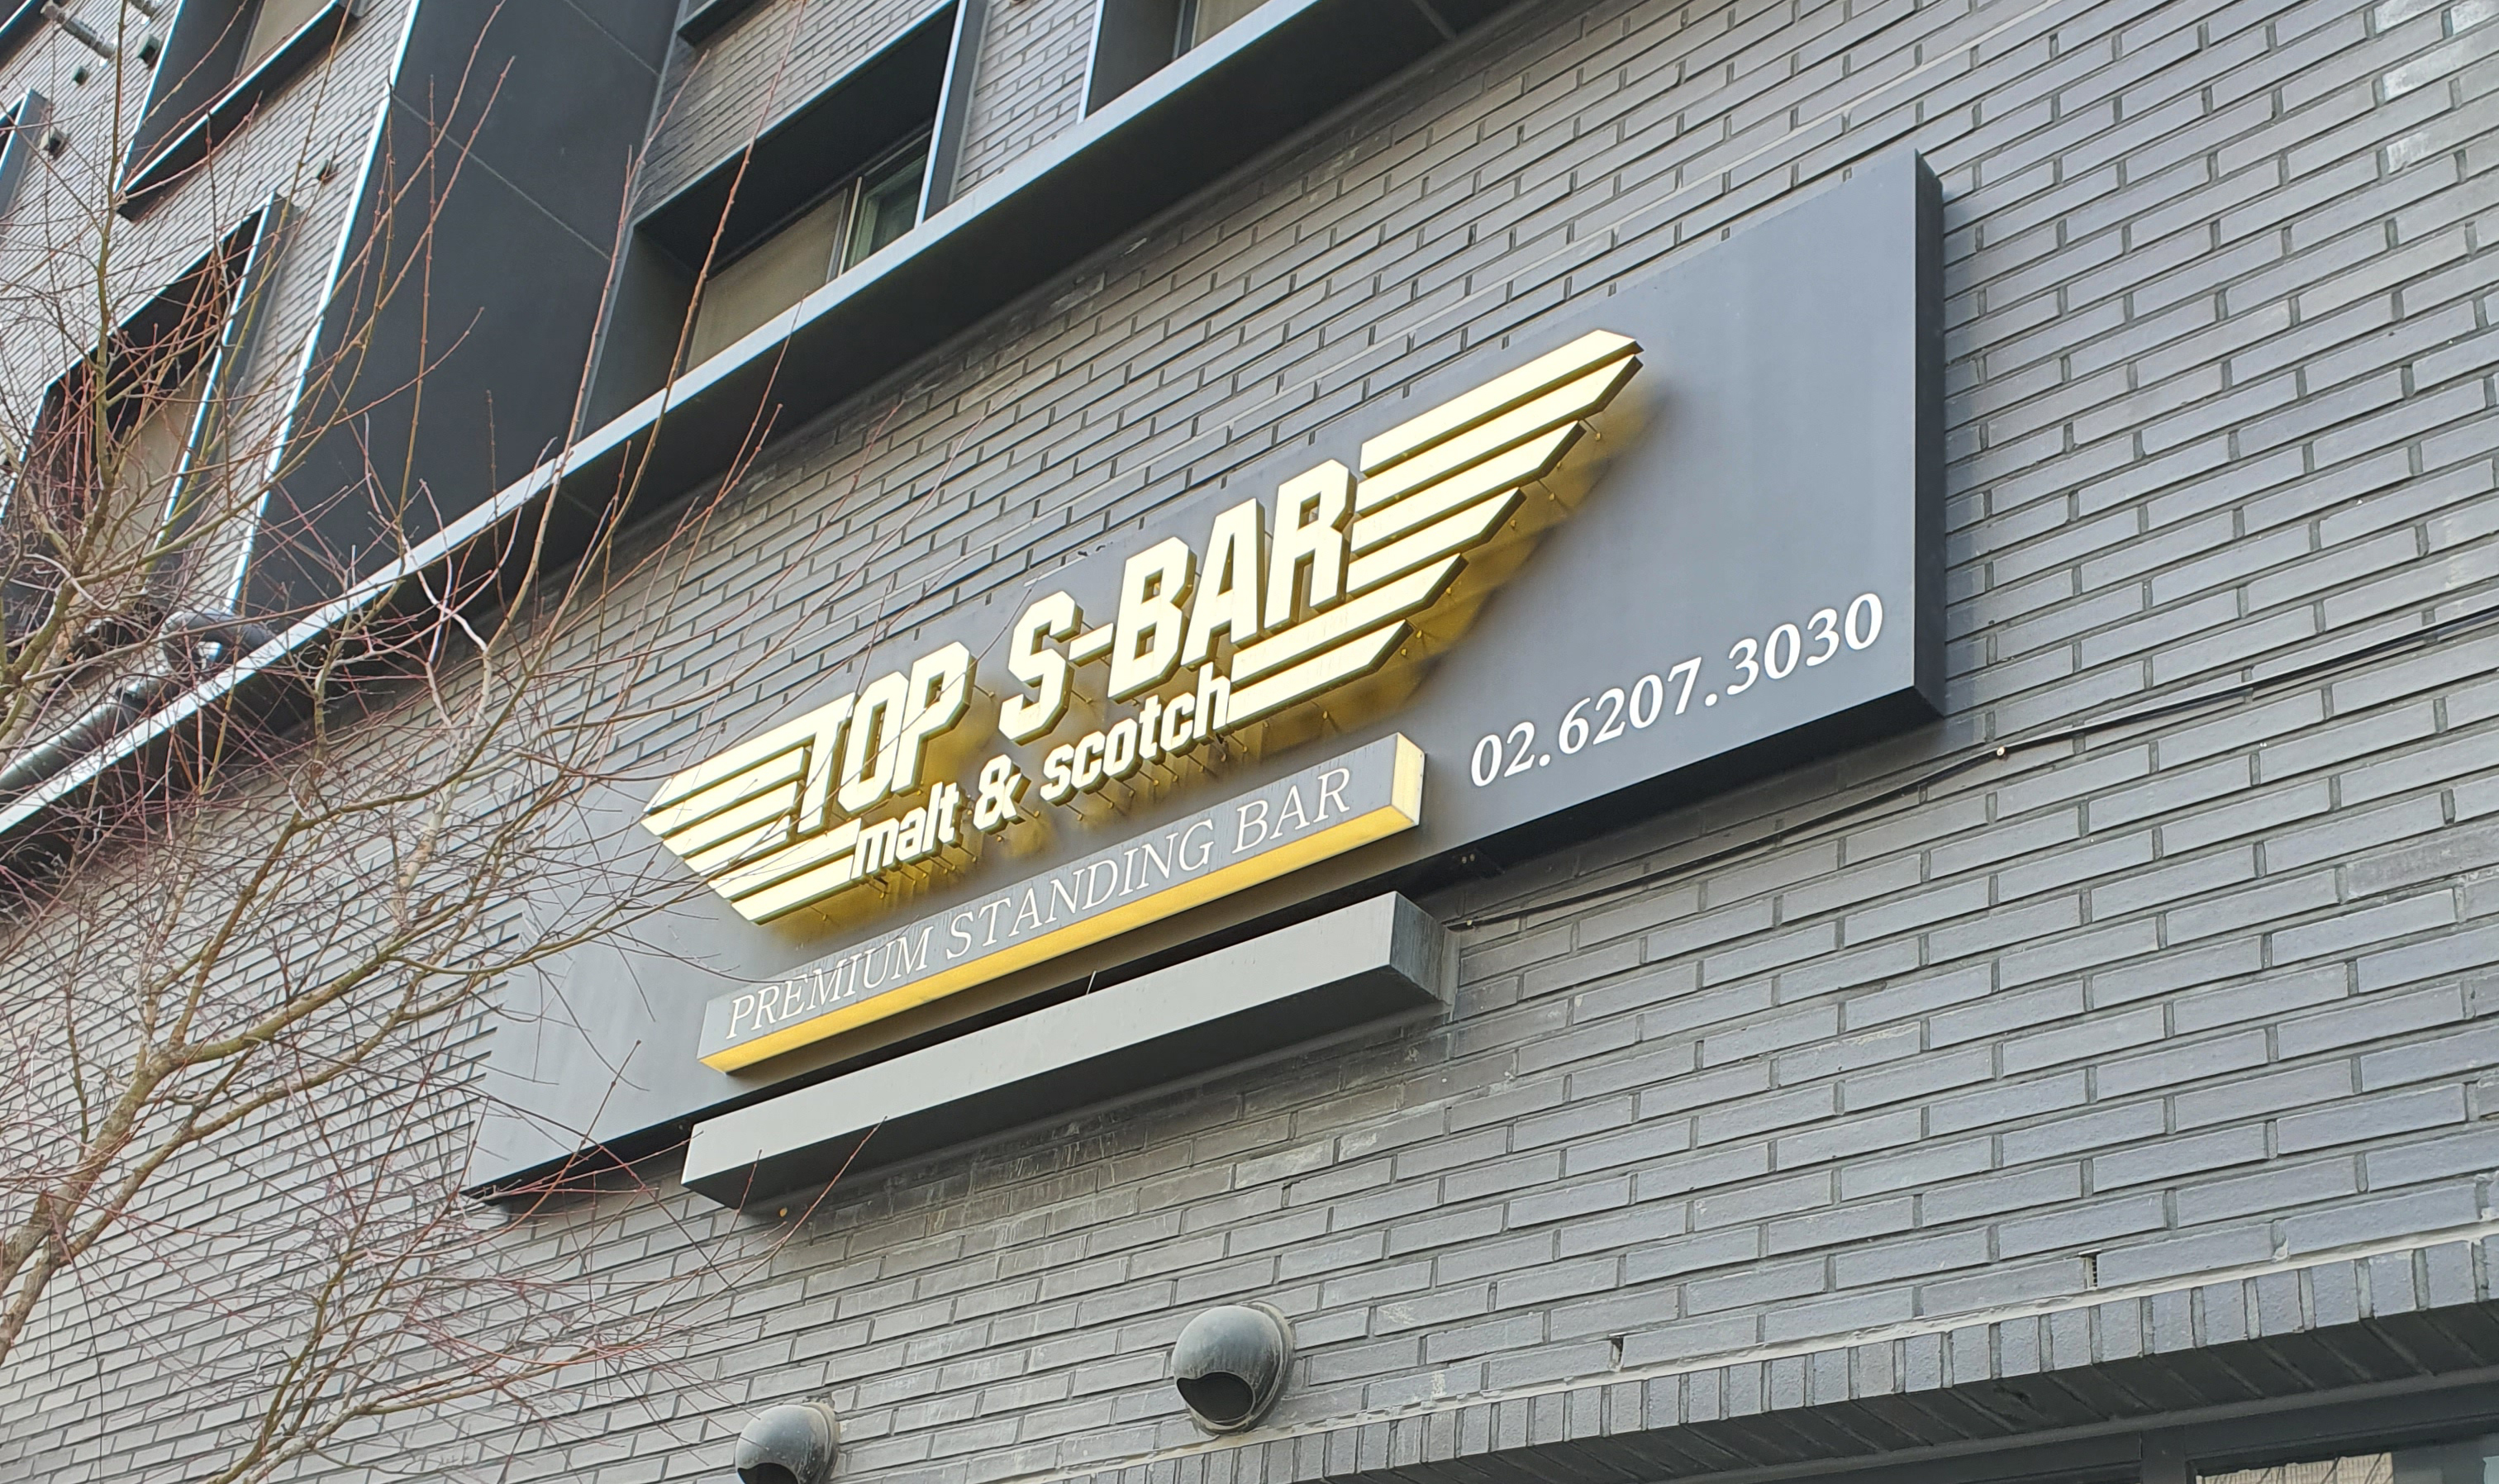 TOP S-BAR
malt & scotch
PREMIUM STANDING BAR
02.6207.3030